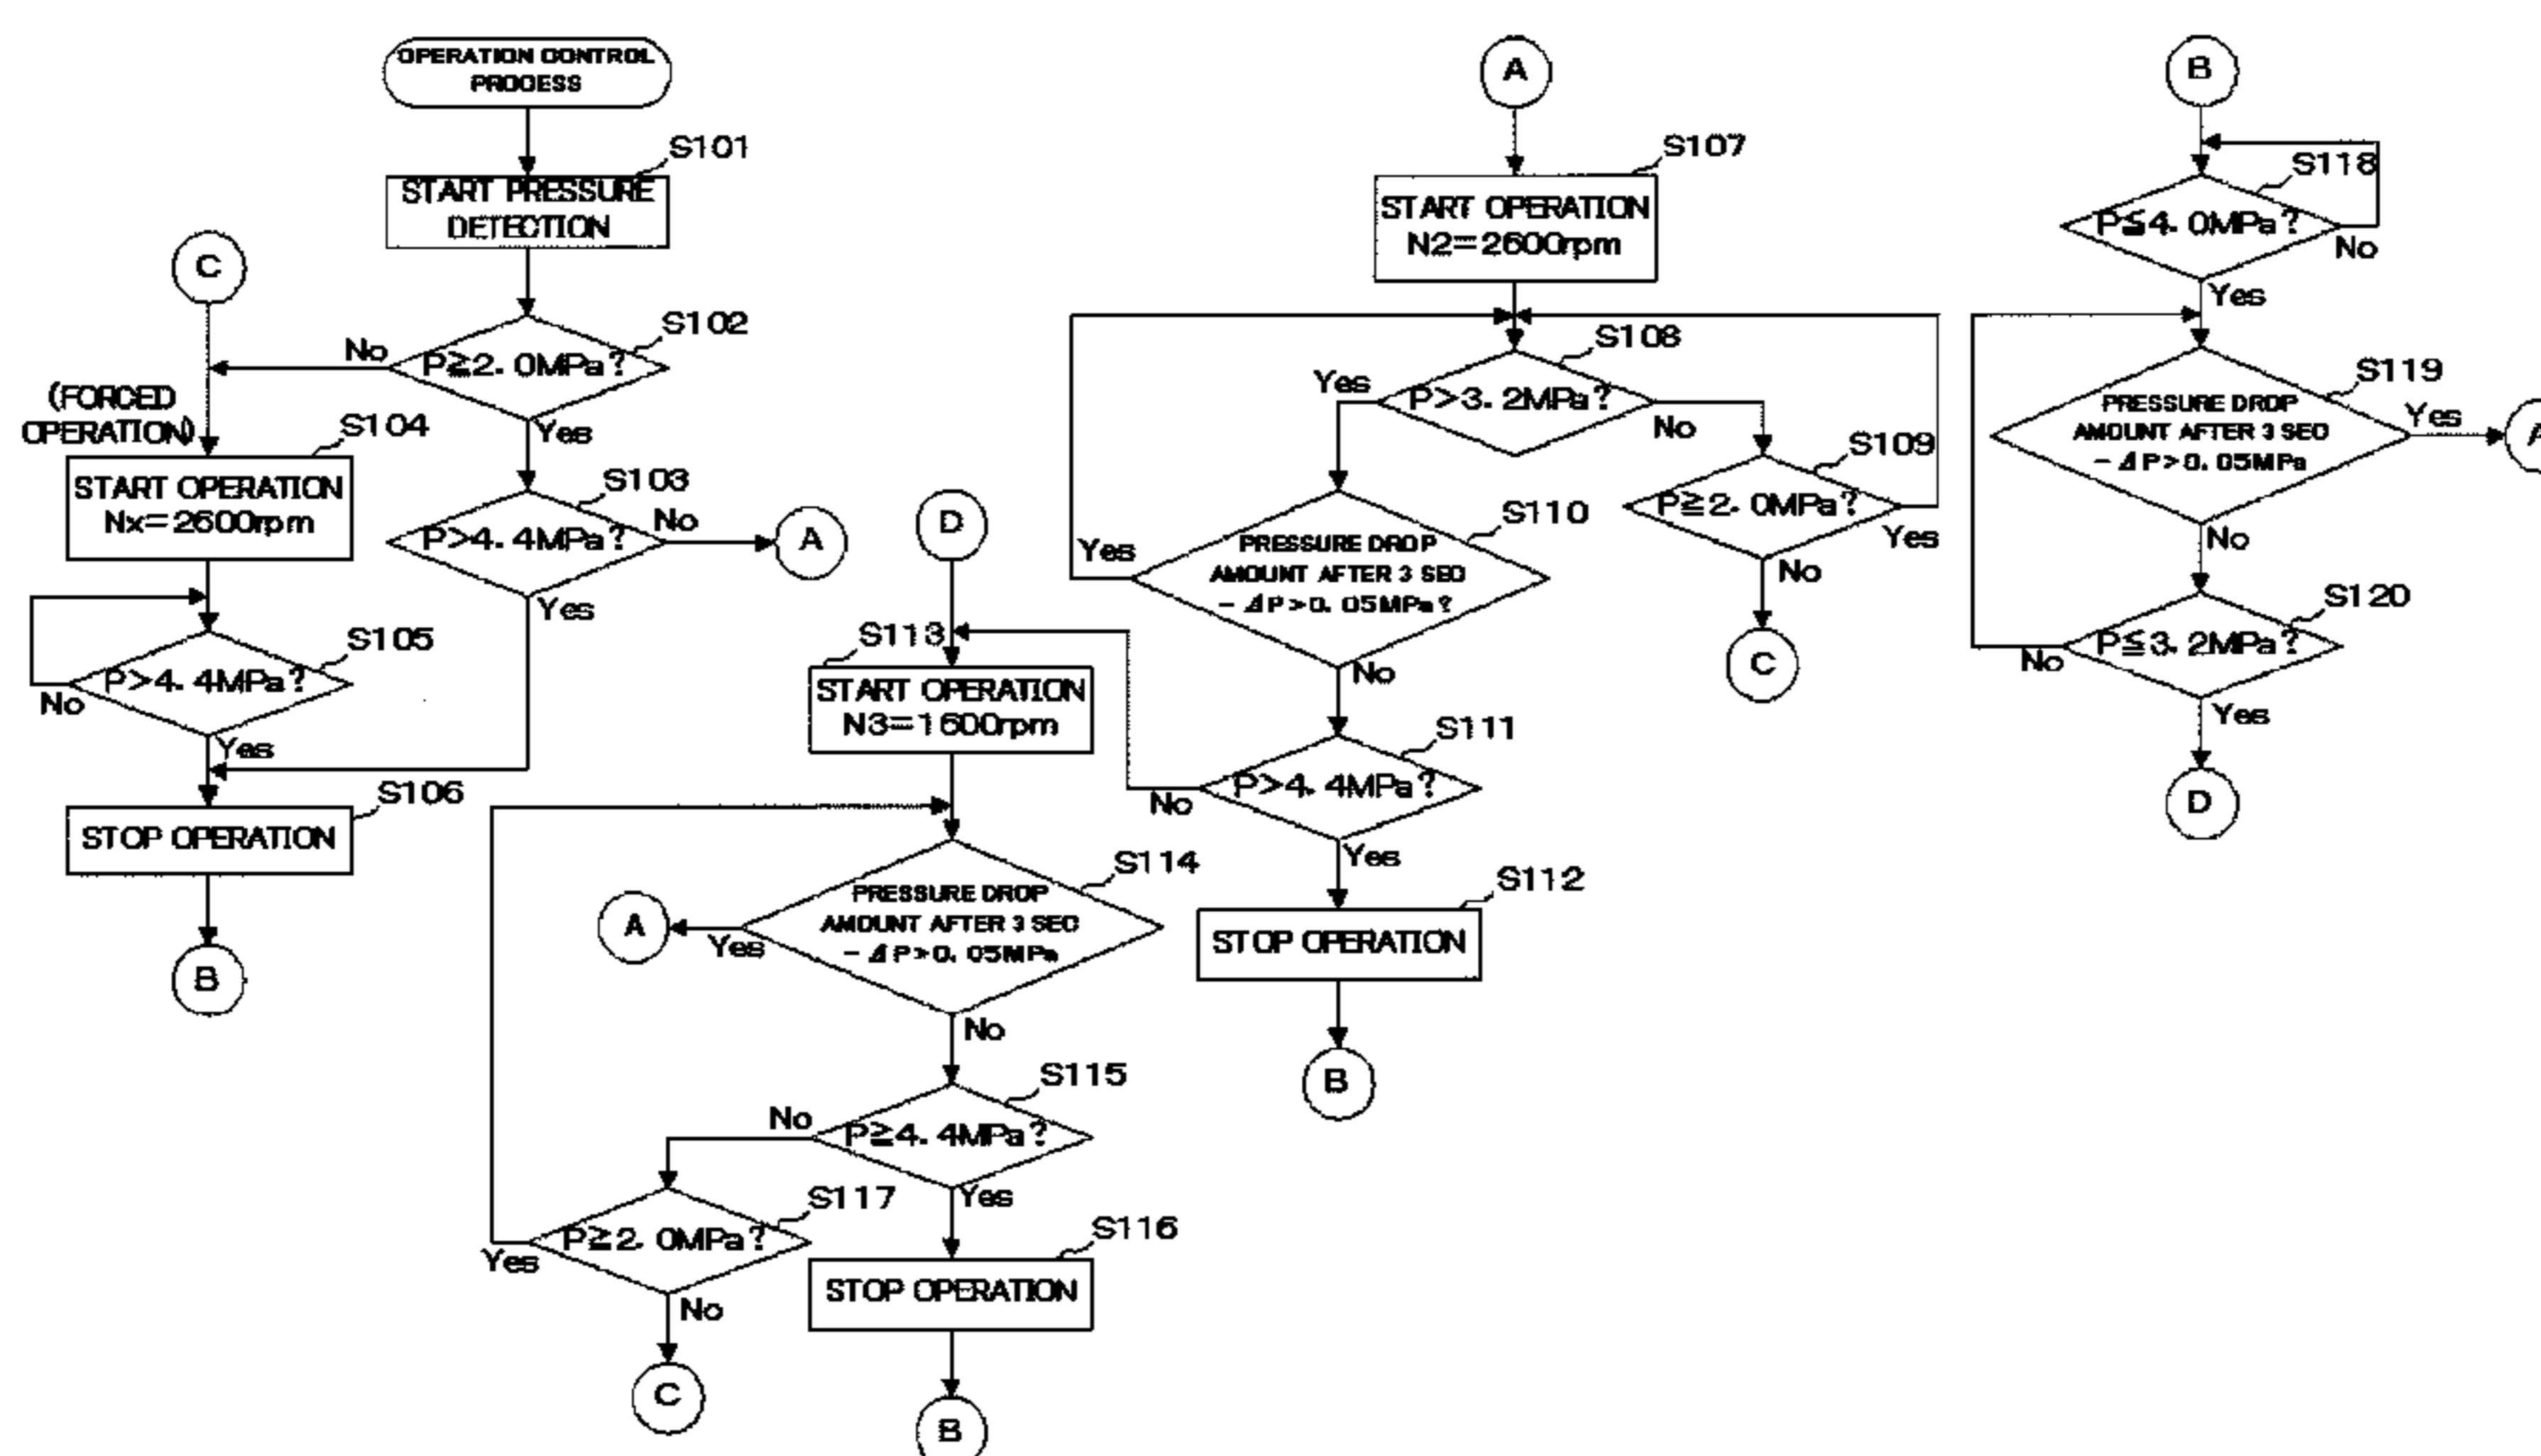 OPERATION CONTROL
PROCESS
S101
START PRESSURE
DETECTION
C
S102
P≧2. 0MPa?
No
Yes
(FORCED
OPERATION)
S104
START OPERATION
Nx=2600rpm
S103
P>4. 4MPa?
No
A
Yes
S105
P>4. 4MPa?
No
Yes
S106
STOP OPERATION
B
D
S113
START OPERATION
N3=1600rpm
S114
PRESSURE DROP
AMOUNT AFTER 3 SEC
-ΔP>0. 05MPa
A
Yes
No
S115
P≧4. 4MPa?
No
Yes
S117
P≧2. 0MPa?
Yes
No
C
S116
STOP OPERATION
B
A
S107
START OPERATION
N2=2600rpm
S108
P>3. 2MPa?
Yes
No
S109
P≧2. 0MPa?
Yes
No
C
S110
PRESSURE DROP
AMOUNT AFTER 3 SEC
-ΔP>0. 05MPa?
Yes
No
S111
P>4. 4MPa?
No
Yes
S112
STOP OPERATION
B
B
S118
P≦4. 0MPa?
No
Yes
S119
PRESSURE DROP
AMOUNT AFTER 3 SEC
-ΔP>0. 05MPa
Yes
A
No
S120
P≦3. 2MPa?
No
Yes
D